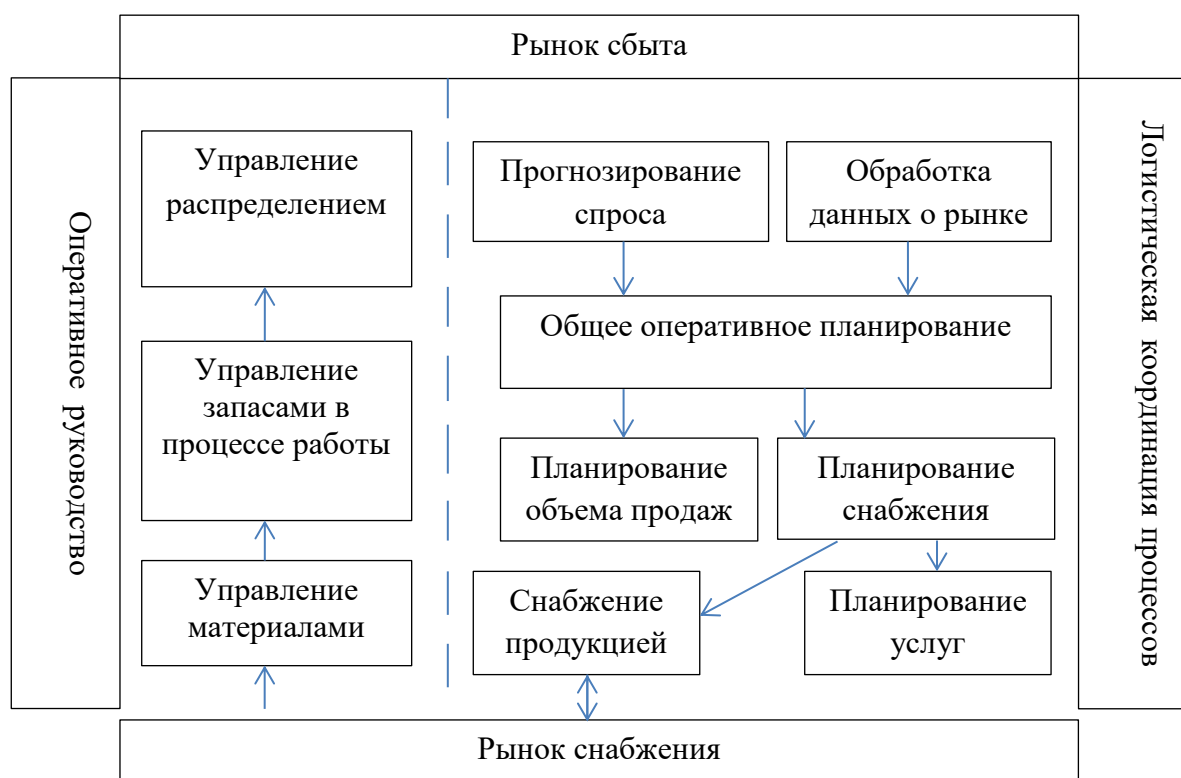 Рынок сбыта
Оперативное руководство
Управление
распределением
Управление
запасами в
процессе работы
Управление
материалами
Прогнозирование
спроса
Обработка
данных о рынке
Общее оперативное планирование
Планирование
объема продаж
Планирование
снабжения
Снабжение
продукцией
Планирование
услуг
Логистическая координация процессов
Рынок снабжения